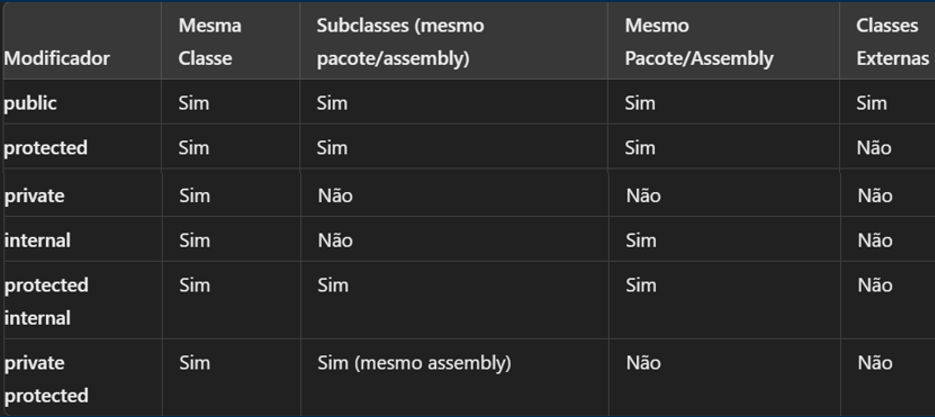 Modificador Mesma Classe Subclasses (mesmo pacote/assembly) Mesmo Pacote/Assembly Classes Externas
public Sim Sim Sim Sim
protected Sim Sim Sim Não
private Sim Não Não Não
internal Sim Não Sim Não
protected internal Sim Sim Sim Não
private protected Sim Sim (mesmo assembly) Não Não